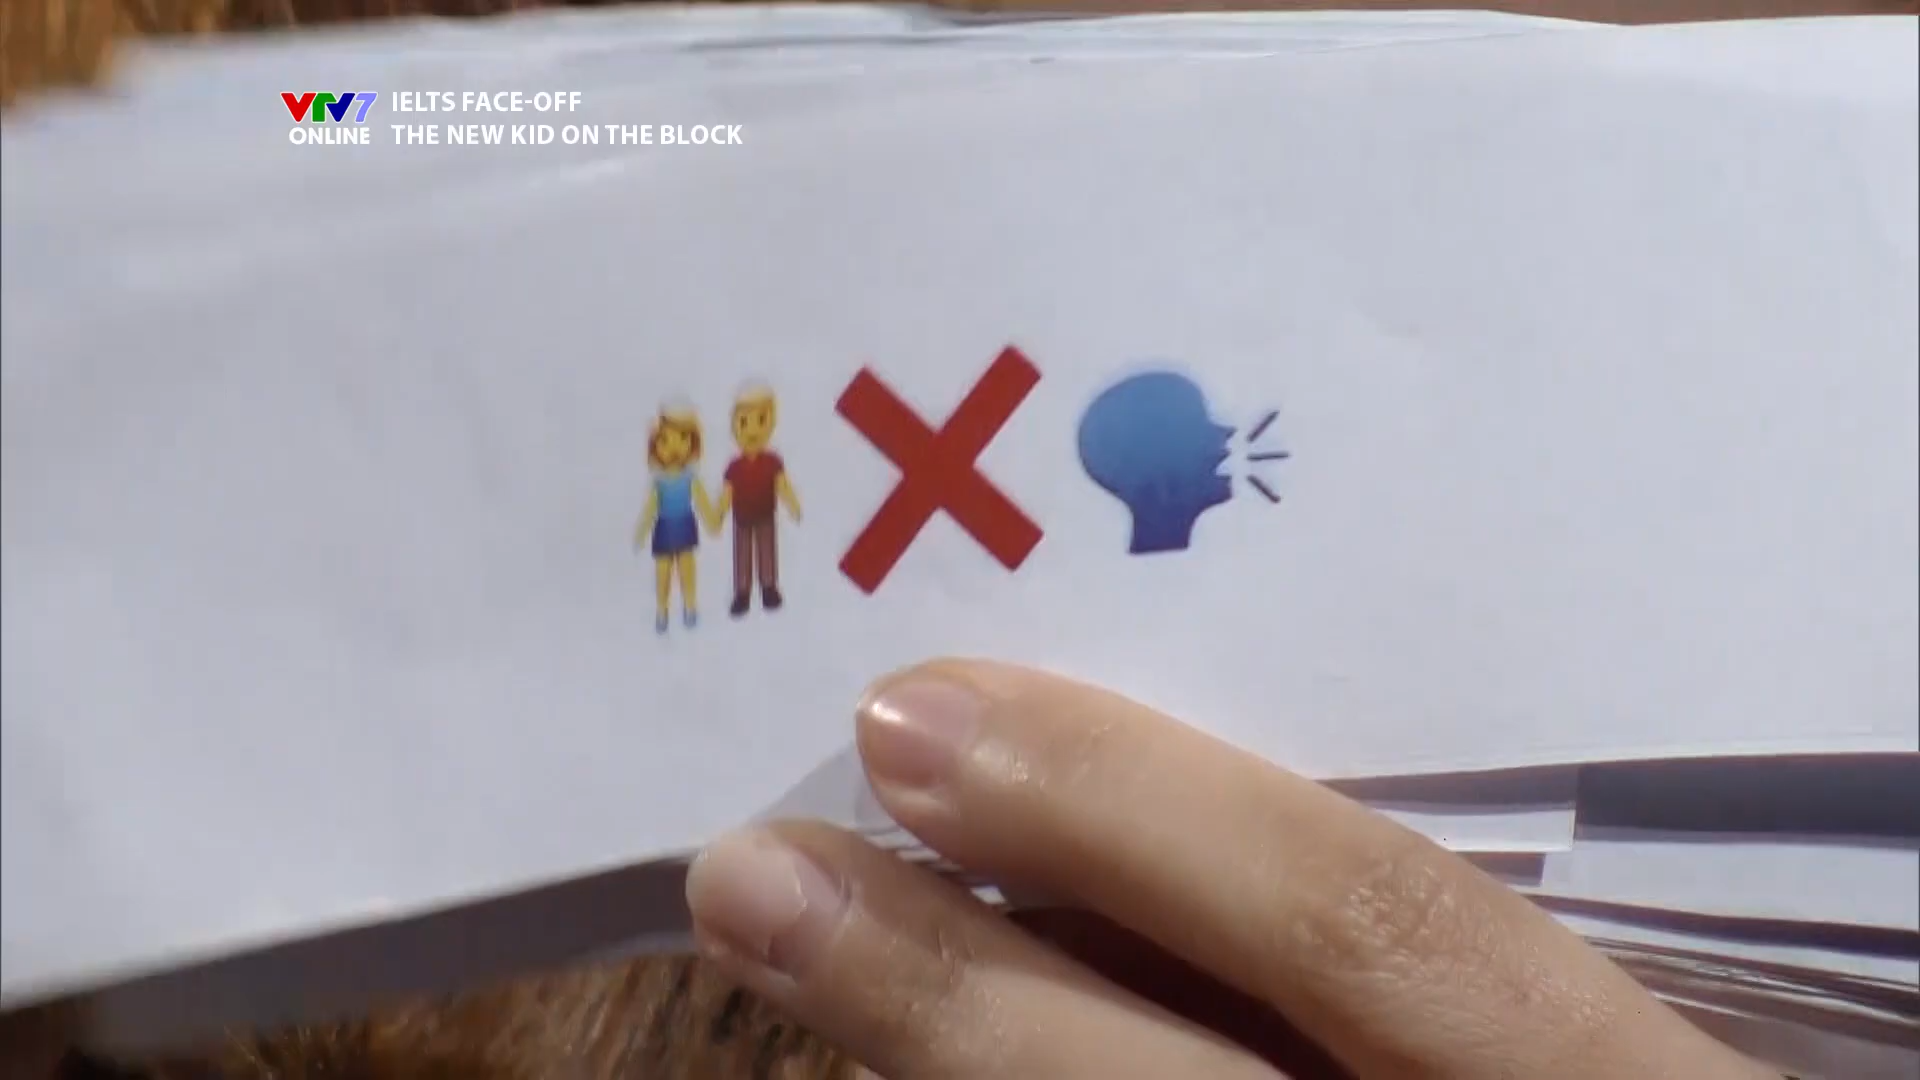 VTV7 IELTS FACE-OFF
ONLINE THE NEW KID ON THE BLOCK